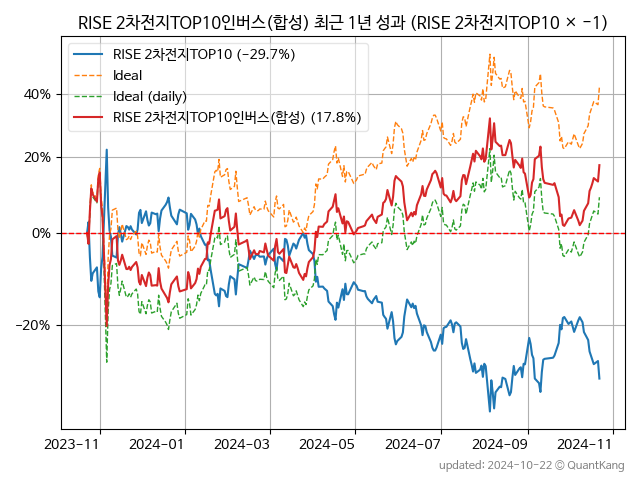 RISE 2차전지TOP10인버스(합성) 최근 1년 성과 (RISE 2차전지TOP10 × −1)
RISE 2차전지TOP10 (−29.7%)
Ideal
Ideal (daily)
RISE 2차전지TOP10인버스(합성) (17.8%)
40%
20%
0%
−20%
2023-11
2024-01
2024-03
2024-05
2024-07
2024-09
2024-11
updated: 2024-10-22 ⓒ QuantKang